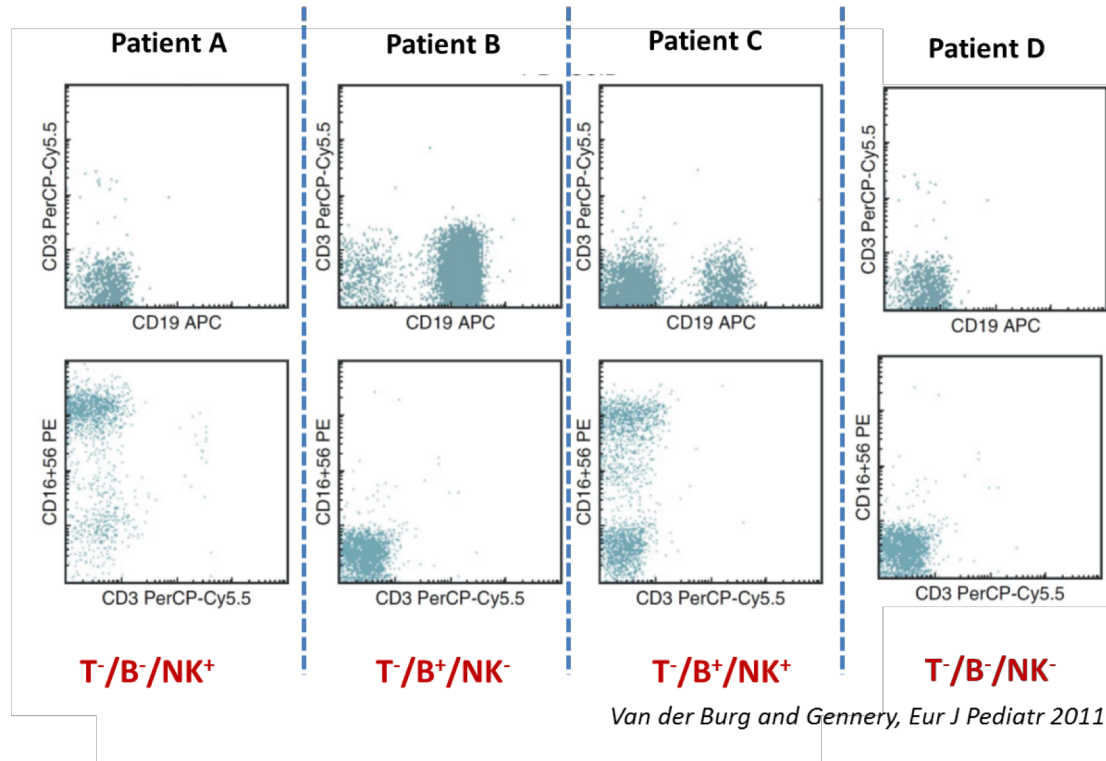 Patient A
Patient B
Patient C
Patient D
CD3 PerCP-Cy5.5
CD19 APC
CD3 PerCP-Cy5.5
CD19 APC
CD3 PerCP-Cy5.5
CD19 APC
CD3 PerCP-Cy5.5
CD19 APC
CD16+56 PE
CD3 PerCP-Cy5.5
CD16+56 PE
CD3 PerCP-Cy5.5
CD16+56 PE
CD3 PerCP-Cy5.5
CD16+56 PE
CD3 PerCP-Cy5.5
T⁻/B⁻/NK⁺
T⁻/B⁺/NK⁻
T⁻/B⁺/NK⁺
T⁻/B⁻/NK⁻
Van der Burg and Gennery, Eur J Pediatr 2011